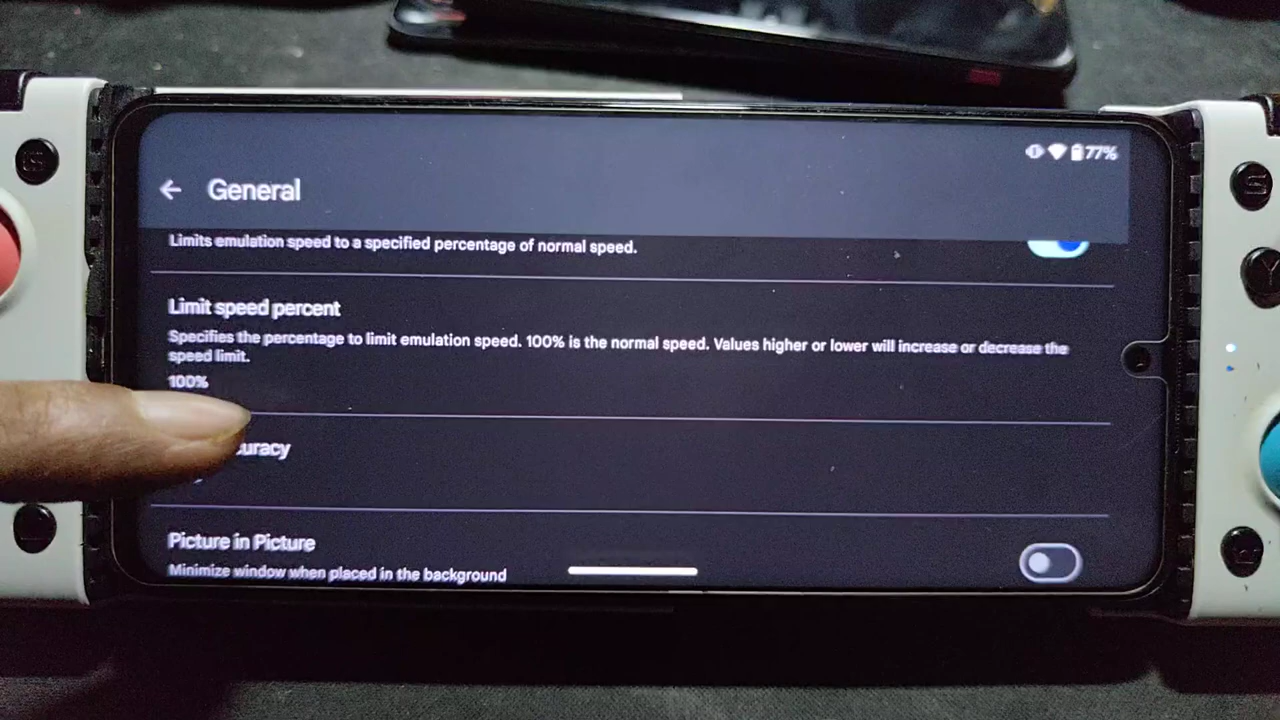 77%
General
Limits emulation speed to a specified percentage of normal speed.
Limit speed percent
Specifies the percentage to limit emulation speed. 100% is the normal speed. Values higher or lower will increase or decrease the
speed limit.
100%
Picture in Picture
Minimize window when placed in the background
Y